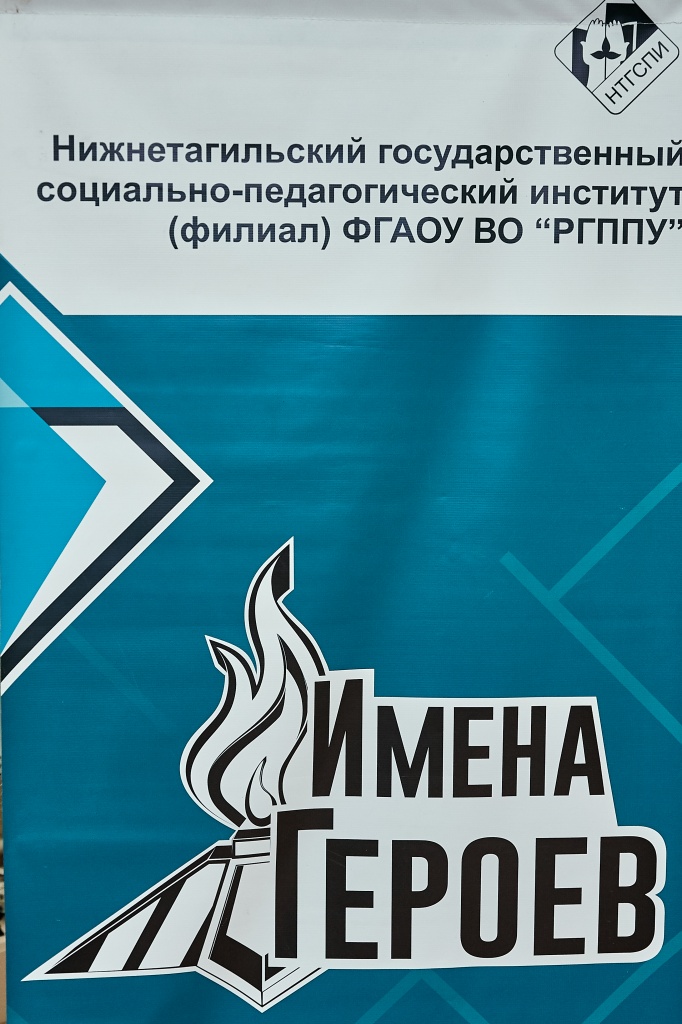 НТГСПИ
Нижнетагильский государственный
социально-педагогический институт
(филиал) ФГАОУ ВО “РГППУ”
ИМЕНА
ГЕРОЕВ